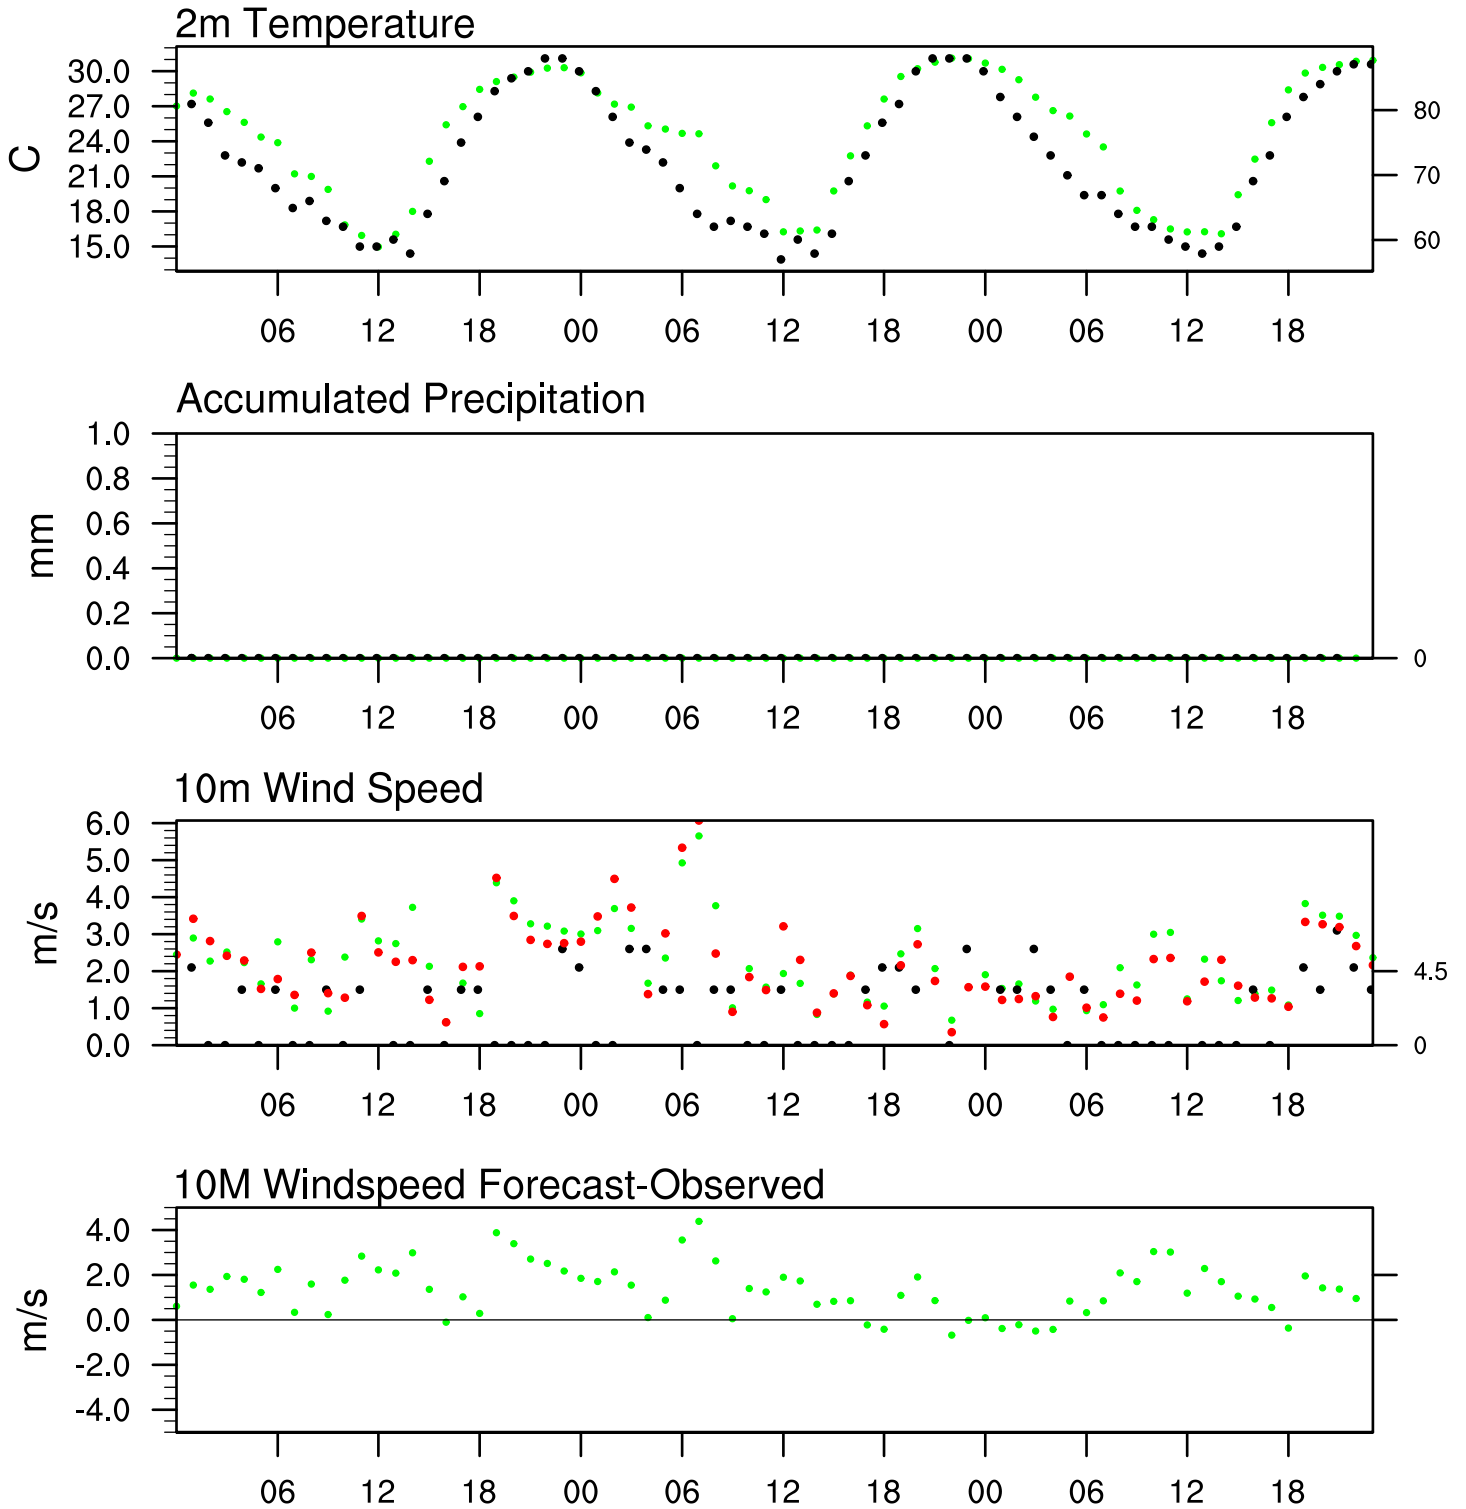 2m Temperature
C
30.0
27.0
24.0
21.0
18.0
15.0
80
70
60
06 12 18 00 06 12 18 00 06 12 18
Accumulated Precipitation
mm
1.0
0.8
0.6
0.4
0.2
0.0
0
06 12 18 00 06 12 18 00 06 12 18
10m Wind Speed
m/s
6.0
5.0
4.0
3.0
2.0
1.0
0.0
4.5
0
06 12 18 00 06 12 18 00 06 12 18
10M Windspeed Forecast-Observed
m/s
4.0
2.0
0.0
-2.0
-4.0
06 12 18 00 06 12 18 00 06 12 18